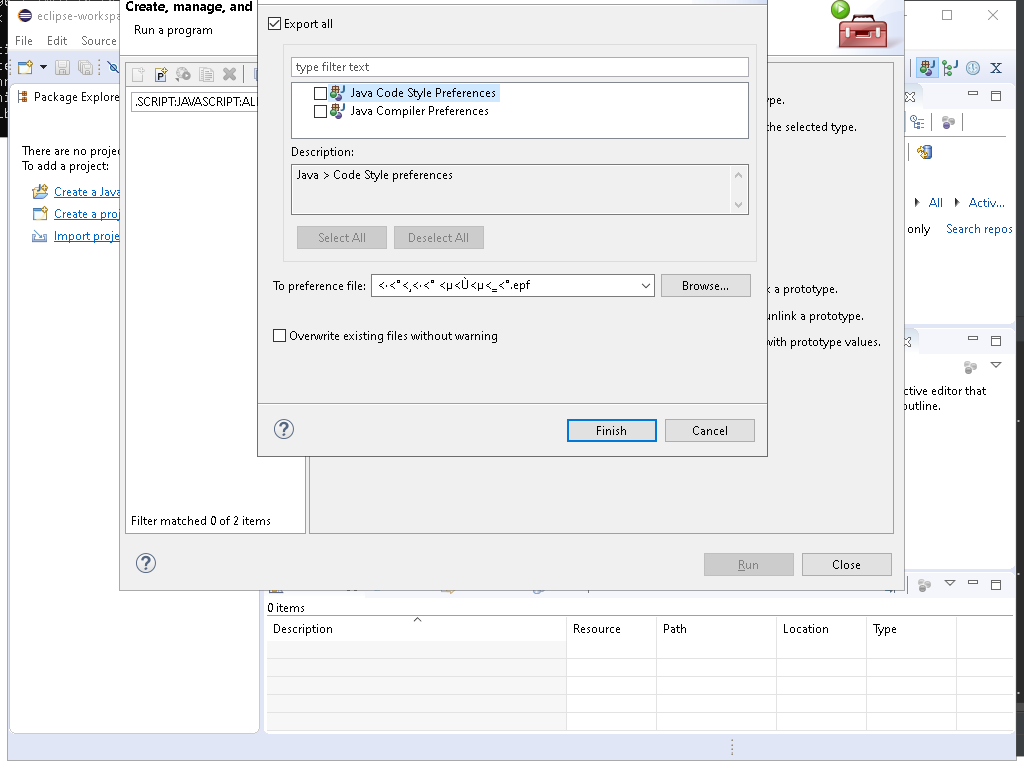 eclipse-workspa
File Edit Source
Package Explore
There are no projec
To add a project:
Create a Java
Create a proj
Import proje
Create, manage, and
Run a program
.SCRIPT:JAVASCRIPT:AL
Filter matched 0 of 2 items
Export all
type filter text
Java Code Style Preferences
Java Compiler Preferences
Description:
Java > Code Style preferences
Select All Deselect All
To preference file:
.epf
Browse...
Overwrite existing files without warning
Finish Cancel
ype.
the selected type.
k a prototype.
unlink a prototype.
with prototype values.
Run Close
All Activ...
only Search repos
ctive editor that
outline.
0 items
Description Resource Path Location Type